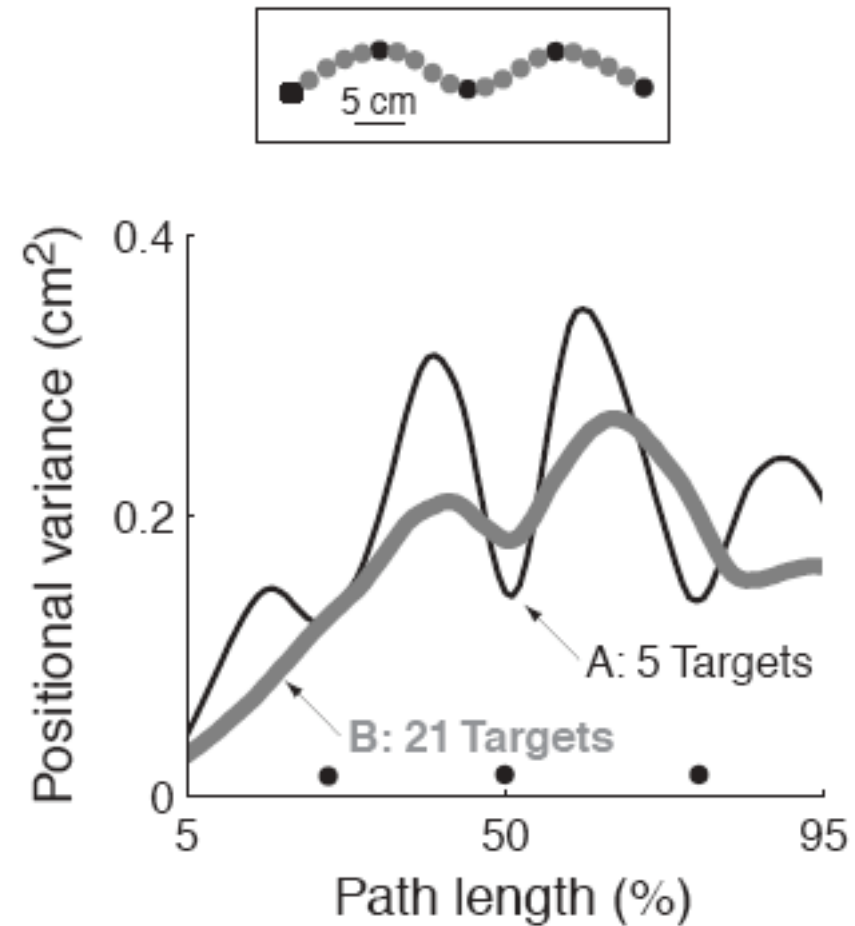 5 cm
Positional variance (cm²)
0.4
0.2
0
A: 5 Targets
B: 21 Targets
5
50
95
Path length (%)